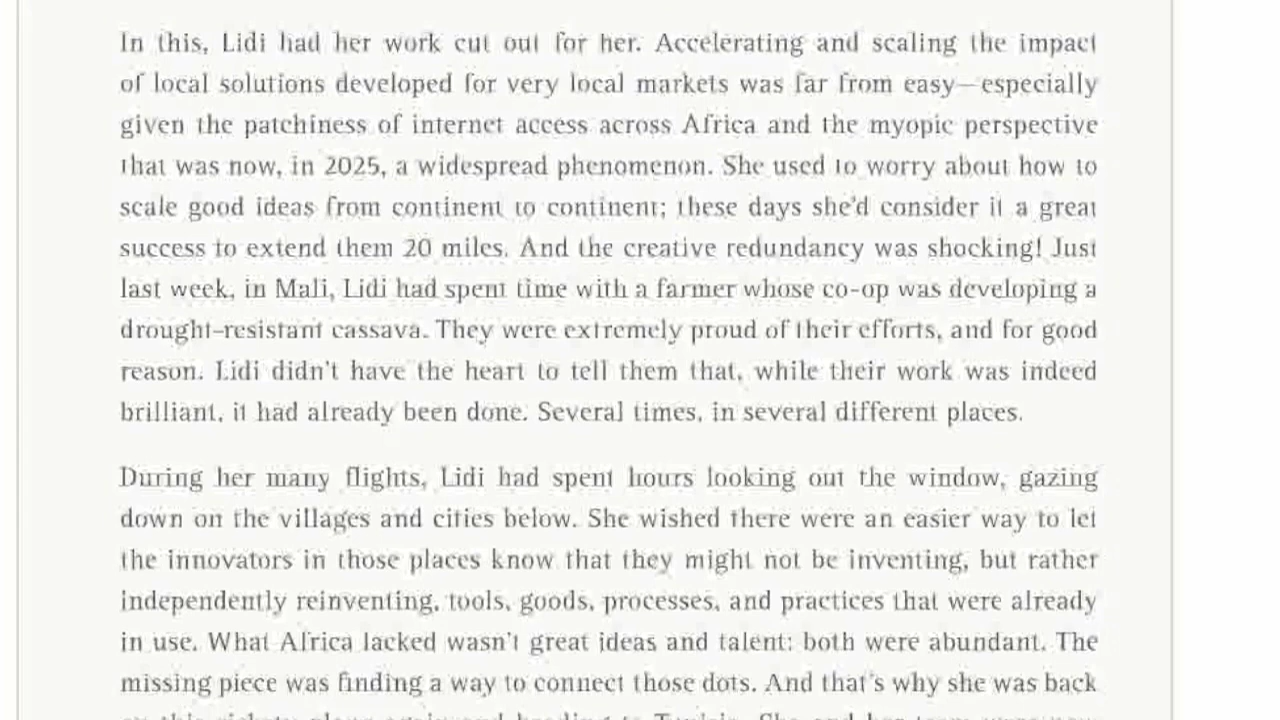 In this, Lidi had her work cut out for her. Accelerating and scaling the impact
of local solutions developed for very local markets was far from easy—especially
given the patchiness of internet access across Africa and the myopic perspective
that was now, in 2025, a widespread phenomenon. She used to worry about how to
scale good ideas from continent to continent; these days she'd consider it a great
success to extend them 20 miles. And the creative redundancy was shocking! Just
last week, in Mali, Lidi had spent time with a farmer whose co-op was developing a
drought-resistant cassava. They were extremely proud of their efforts, and for good
reason. Lidi didn't have the heart to tell them that, while their work was indeed
brilliant, it had already been done. Several times, in several different places.
During her many flights, Lidi had spent hours looking out the window, gazing
down on the villages and cities below. She wished there were an easier way to let
the innovators in those places know that they might not be inventing, but rather
independently reinventing, tools, goods, processes, and practices that were already
in use. What Africa lacked wasn't great ideas and talent: both were abundant. The
missing piece was finding a way to connect those dots. And that's why she was back